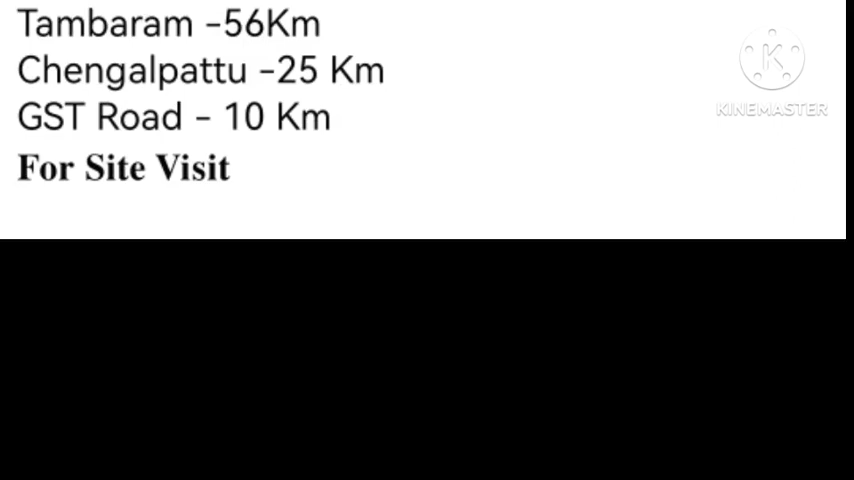 Tambaram -56Km
Chengalpattu -25 Km
GST Road - 10 Km
For Site Visit
KINEMASTER